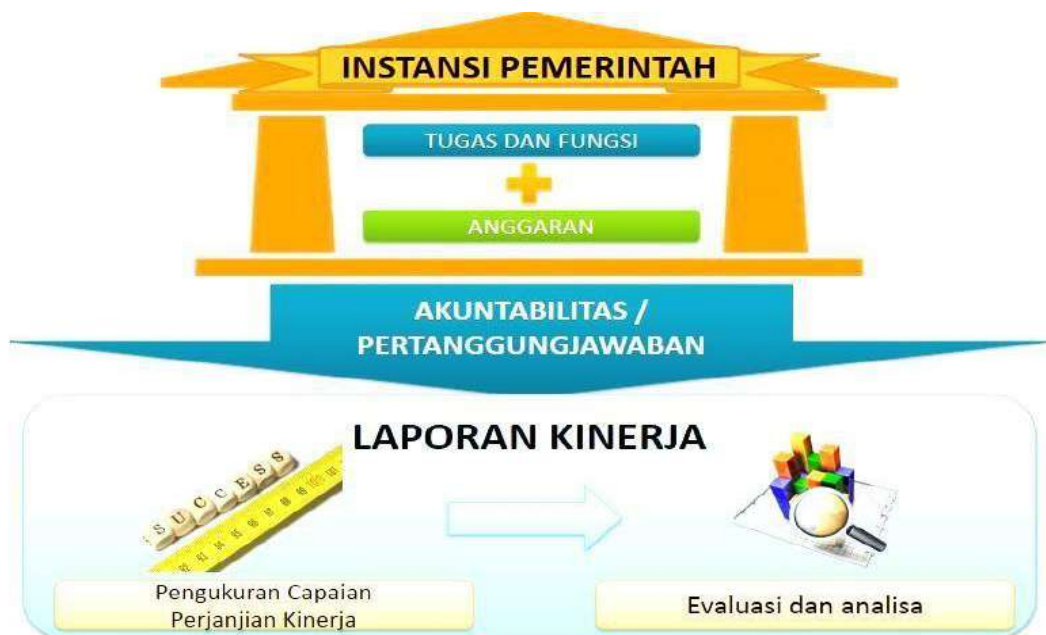 INSTANSI PEMERINTAH
TUGAS DAN FUNGSI
ANGGARAN
AKUNTABILITAS /
PERTANGGUNGJAWABAN
LAPORAN KINERJA
SUCCESS
Pengukuran Capaian
Perjanjian Kinerja
Evaluasi dan analisa